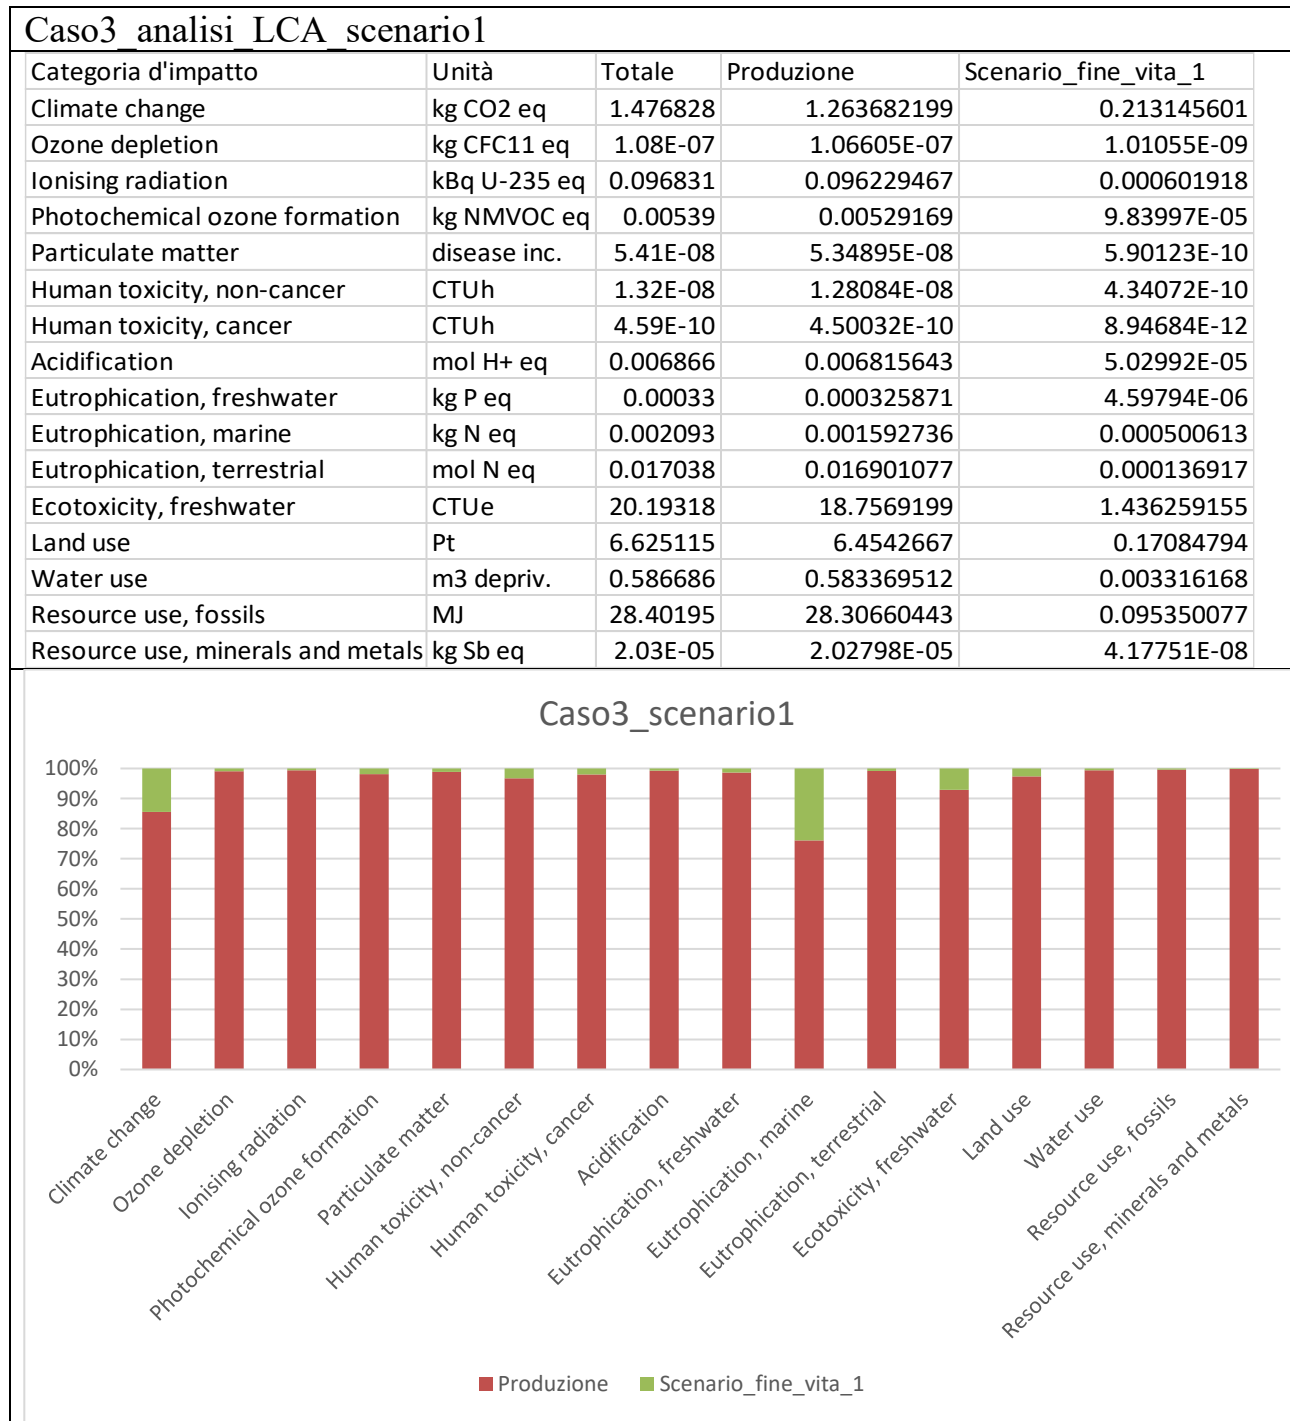 Caso3_analisi_LCA_scenario1
Categoria d'impatto Unità Totale Produzione Scenario_fine_vita_1
Climate change kg CO2 eq 1.476828 1.263682199 0.213145601
Ozone depletion kg CFC11 eq 1.08E-07 1.06605E-07 1.01055E-09
Ionising radiation kBq U-235 eq 0.096831 0.096229467 0.000601918
Photochemical ozone formation kg NMVOC eq 0.00539 0.00529169 9.83997E-05
Particulate matter disease inc. 5.41E-08 5.34895E-08 5.90123E-10
Human toxicity, non-cancer CTUh 1.32E-08 1.28084E-08 4.34072E-10
Human toxicity, cancer CTUh 4.59E-10 4.50032E-10 8.94684E-12
Acidification mol H+ eq 0.006866 0.006815643 5.02992E-05
Eutrophication, freshwater kg P eq 0.00033 0.000325871 4.59794E-06
Eutrophication, marine kg N eq 0.002093 0.001592736 0.000500613
Eutrophication, terrestrial mol N eq 0.017038 0.016901077 0.000136917
Ecotoxicity, freshwater CTUe 20.19318 18.7569199 1.436259155
Land use Pt 6.625115 6.4542667 0.17084794
Water use m3 depriv. 0.586686 0.583369512 0.003316168
Resource use, fossils MJ 28.40195 28.30660443 0.095350077
Resource use, minerals and metals kg Sb eq 2.03E-05 2.02798E-05 4.17751E-08
Caso3_scenario1
100%
90%
80%
70%
60%
50%
40%
30%
20%
10%
0%
Climate change
Ozone depletion
Ionising radiation
Photochemical ozone formation
Particulate matter
Human toxicity, non-cancer
Human toxicity, cancer
Acidification
Eutrophication, freshwater
Eutrophication, marine
Eutrophication, terrestrial
Ecotoxicity, freshwater
Land use
Water use
Resource use, fossils
Resource use, minerals and metals
Produzione Scenario_fine_vita_1